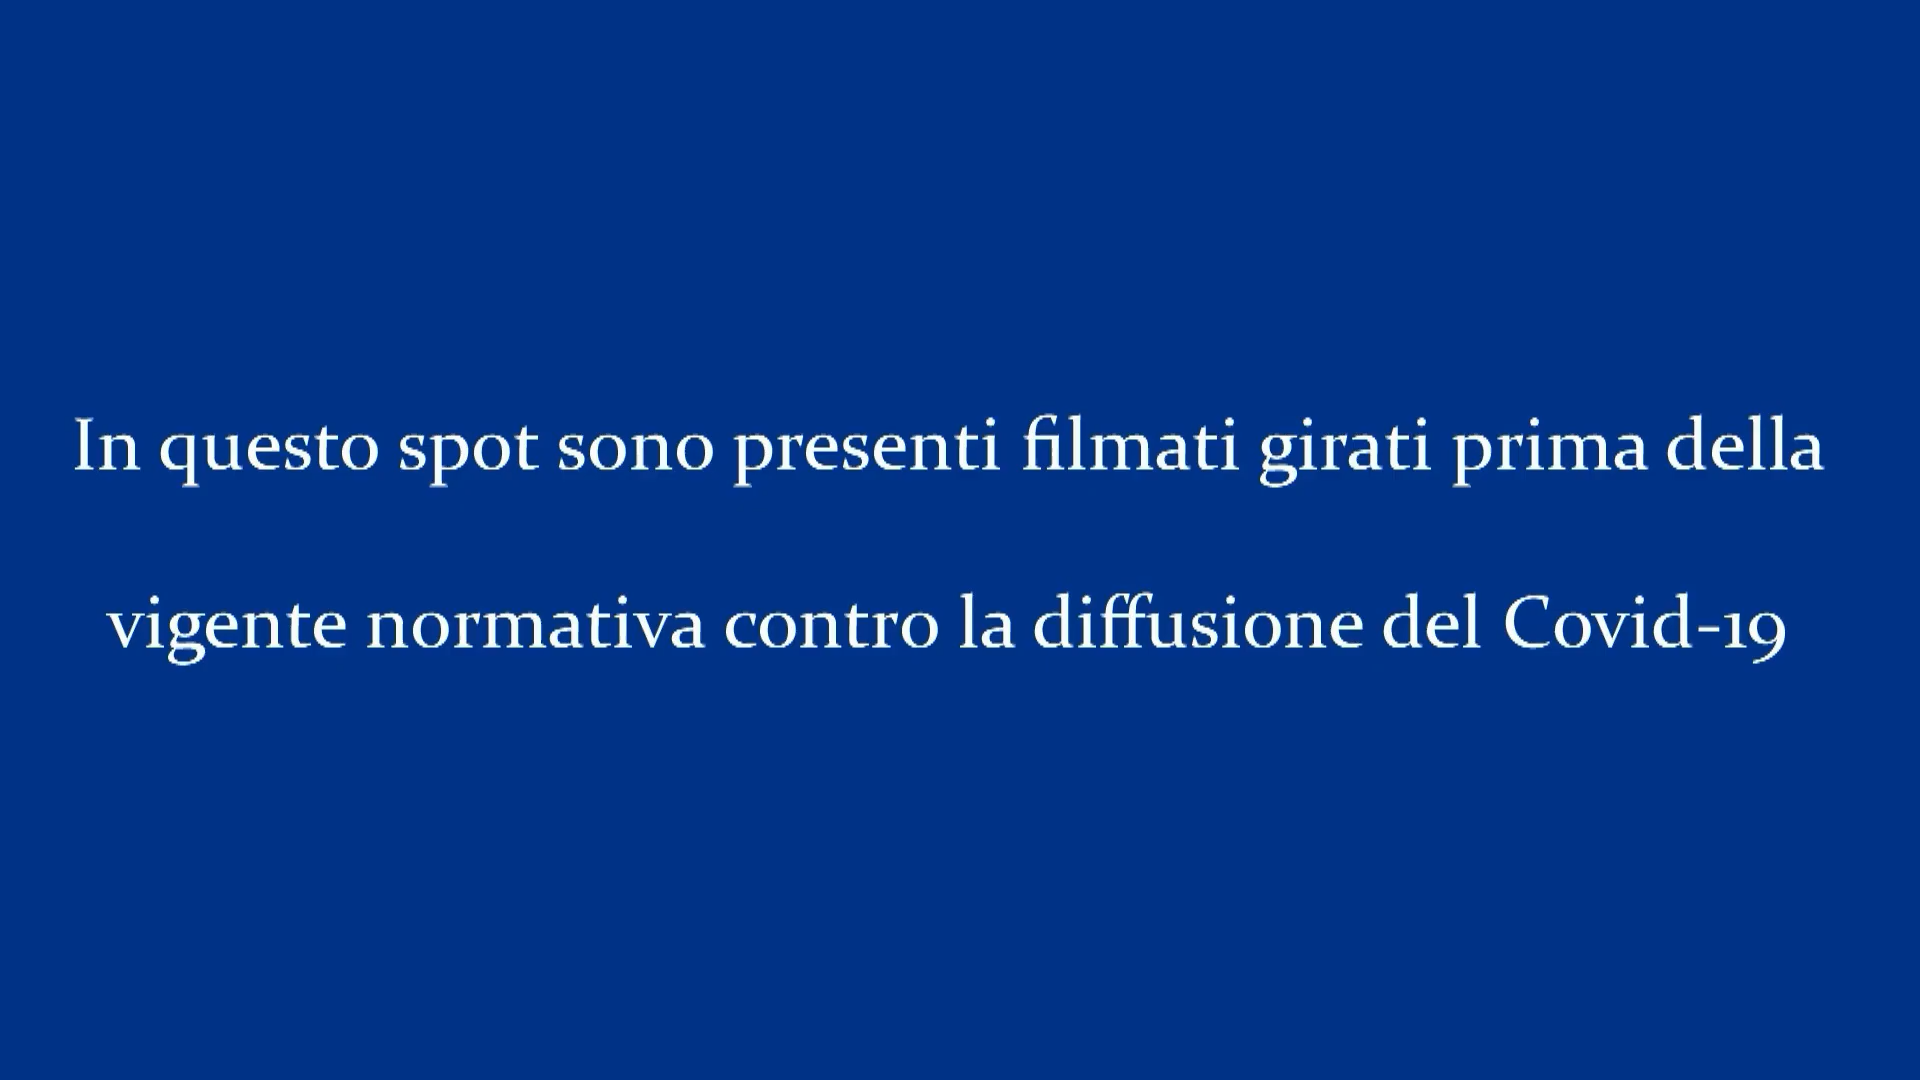 In questo spot sono presenti filmati girati prima della
vigente normativa contro la diffusione del Covid-19